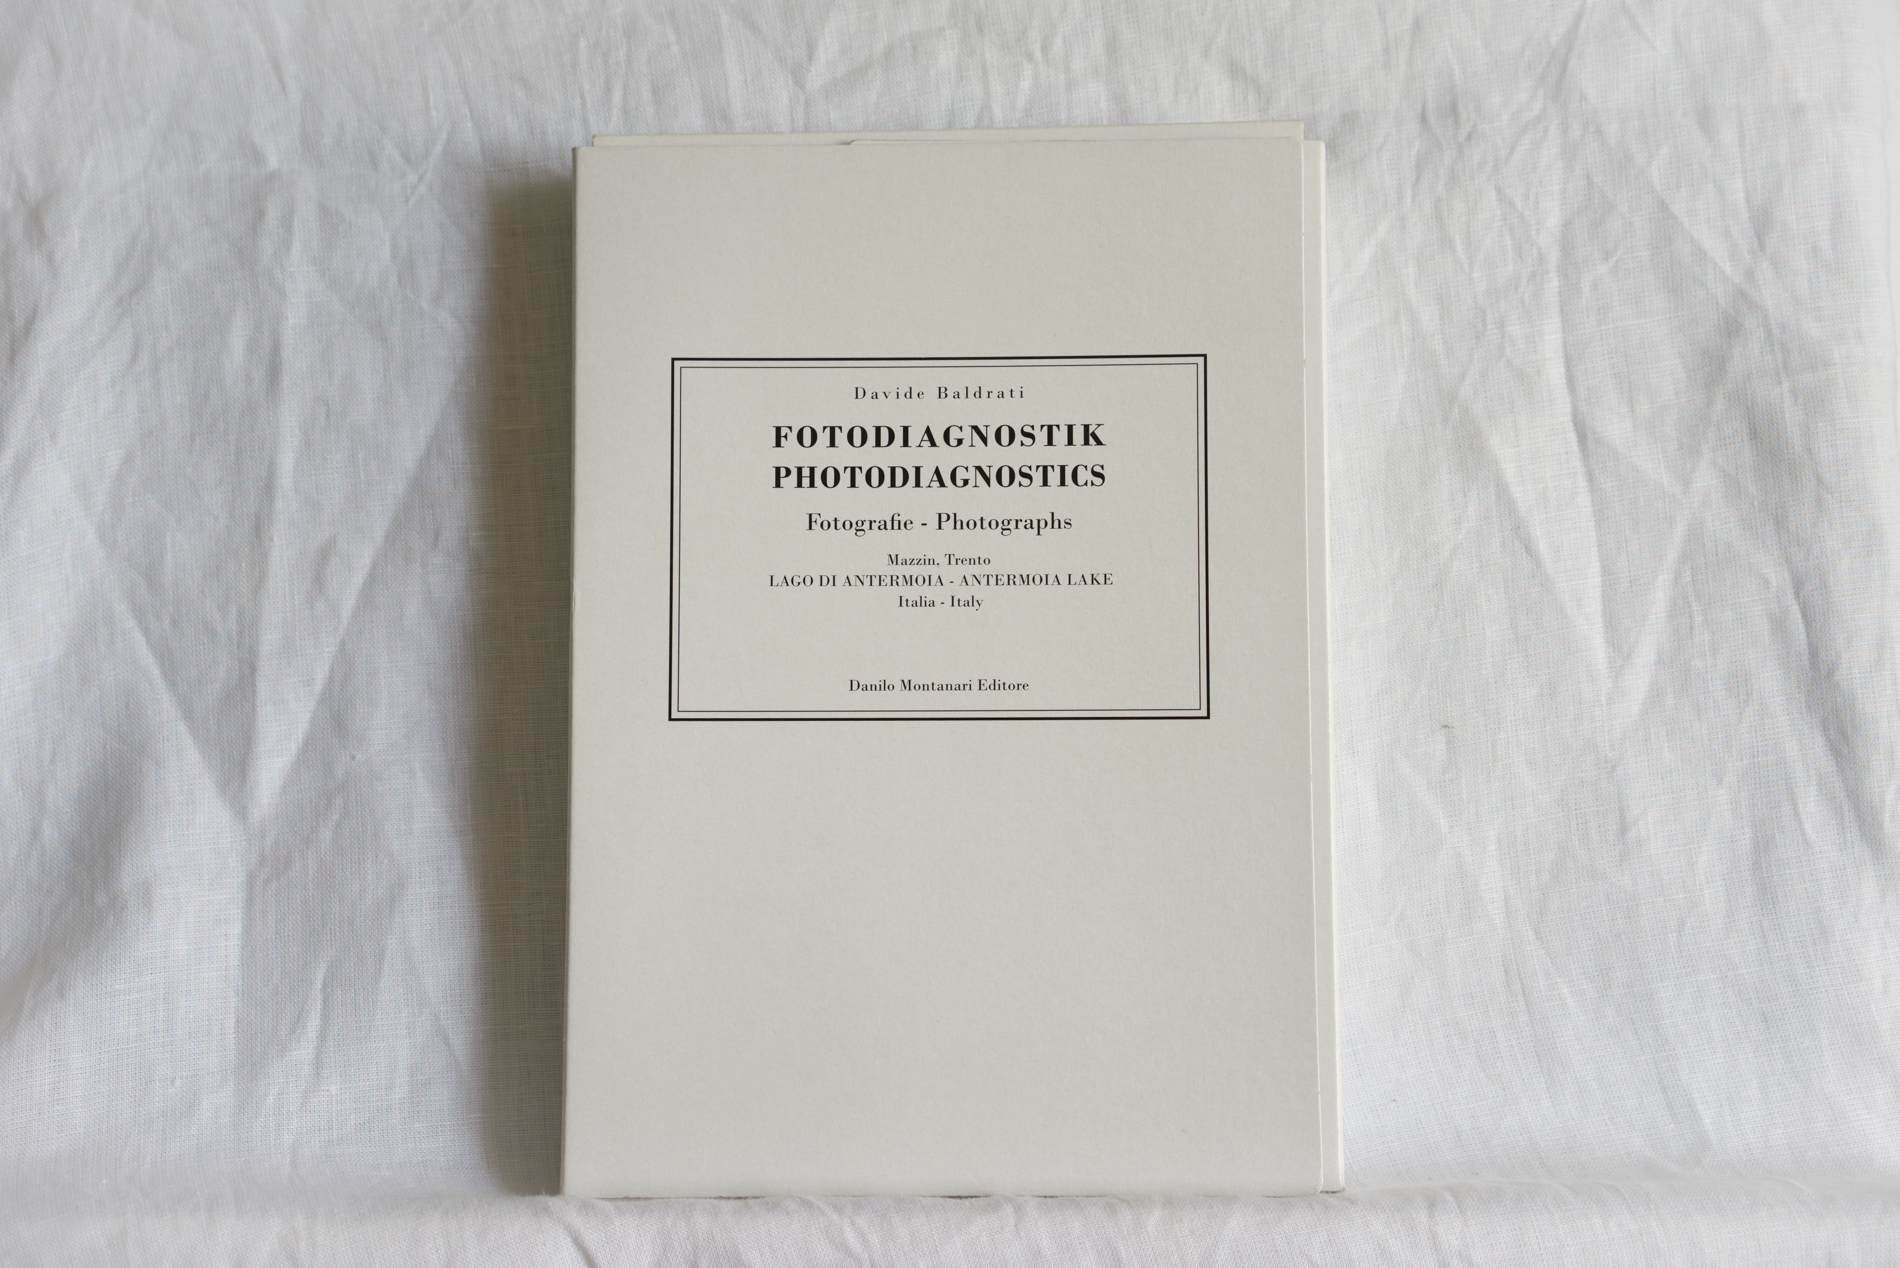 Davide Baldrati
FOTODIAGNOSTIK
PHOTODIAGNOSTICS
Fotografie - Photographs
Mazzin, Trento
LAGO DI ANTERMOIA - ANTERMOIA LAKE
Italia - Italy
Danilo Montanari Editore